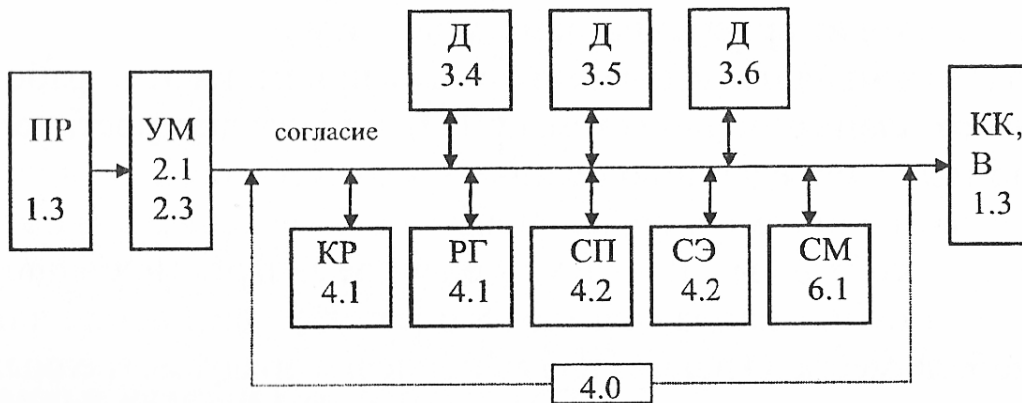 Д
3.4
Д
3.5
Д
3.6
ПР
1.3
УМ
2.1
2.3
согласие
КК,
В
1.3
КР
4.1
РГ
4.1
СП
4.2
СЭ
4.2
СМ
6.1
4.0